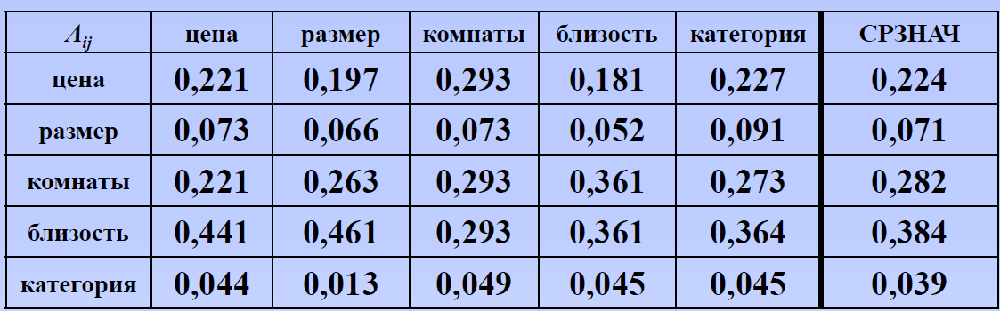 Aij цена размер комнаты близость категория СРЗНАЧ
цена 0,221 0,197 0,293 0,181 0,227 0,224
размер 0,073 0,066 0,073 0,052 0,091 0,071
комнаты 0,221 0,263 0,293 0,361 0,273 0,282
близость 0,441 0,461 0,293 0,361 0,364 0,384
категория 0,044 0,013 0,049 0,045 0,045 0,039